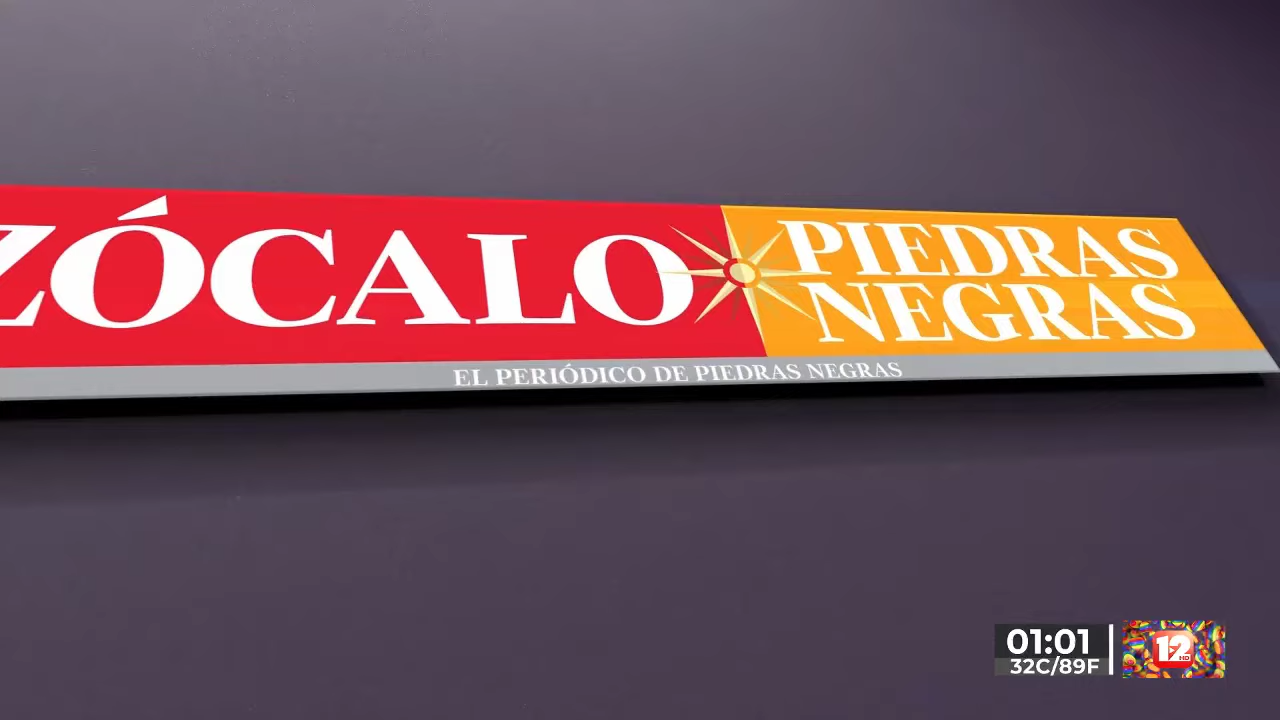 ZÓCALO
PIEDRAS
NEGRAS
EL PERIÓDICO DE PIEDRAS NEGRAS
01:01
32C/89F
12
HD